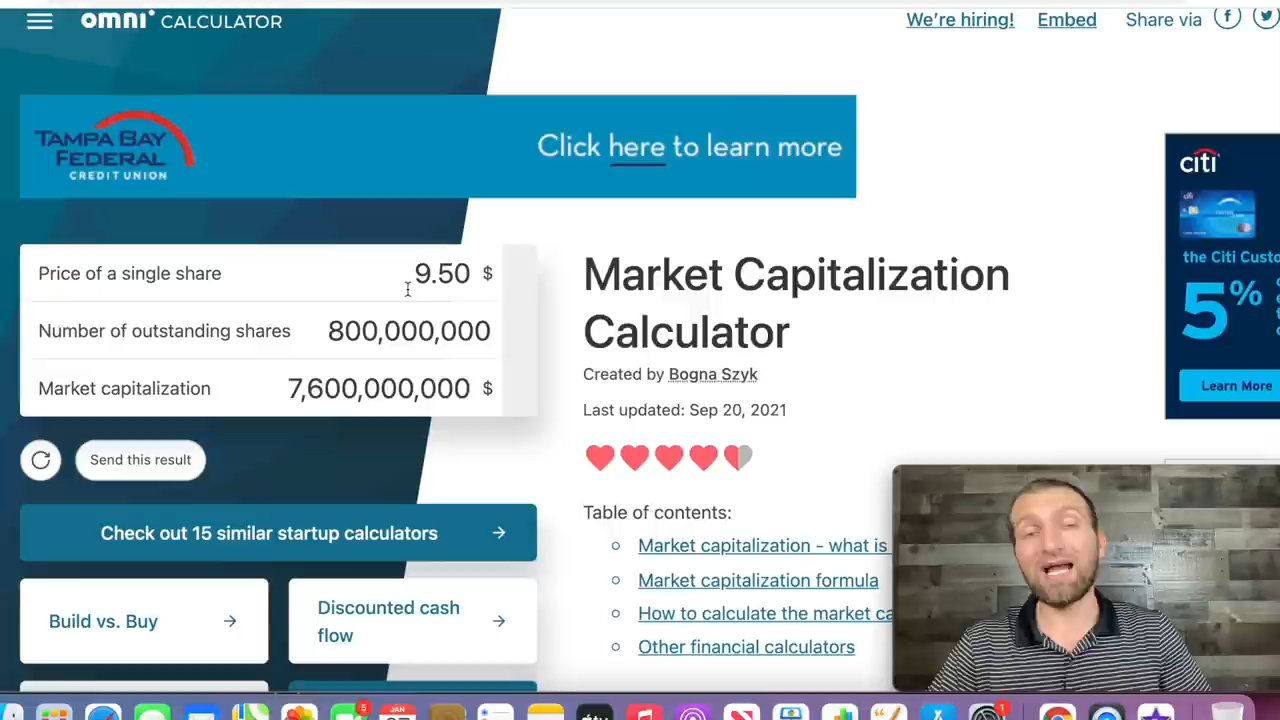 omni CALCULATOR
We're hiring!
Embed
Share via
TAMPA BAY
FEDERAL
CREDIT UNION
Click here to learn more
citi
the Citi Custo
5%
Learn More
Price of a single share 9.50 $
Number of outstanding shares 800,000,000
Market capitalization 7,600,000,000 $
Send this result
Check out 15 similar startup calculators
Build vs. Buy
Discounted cash
flow
Market Capitalization
Calculator
Created by Bogna Szyk
Last updated: Sep 20, 2021
Table of contents:
Market capitalization - what is
Market capitalization formula
How to calculate the market ca
Other financial calculators
5
JAN
1